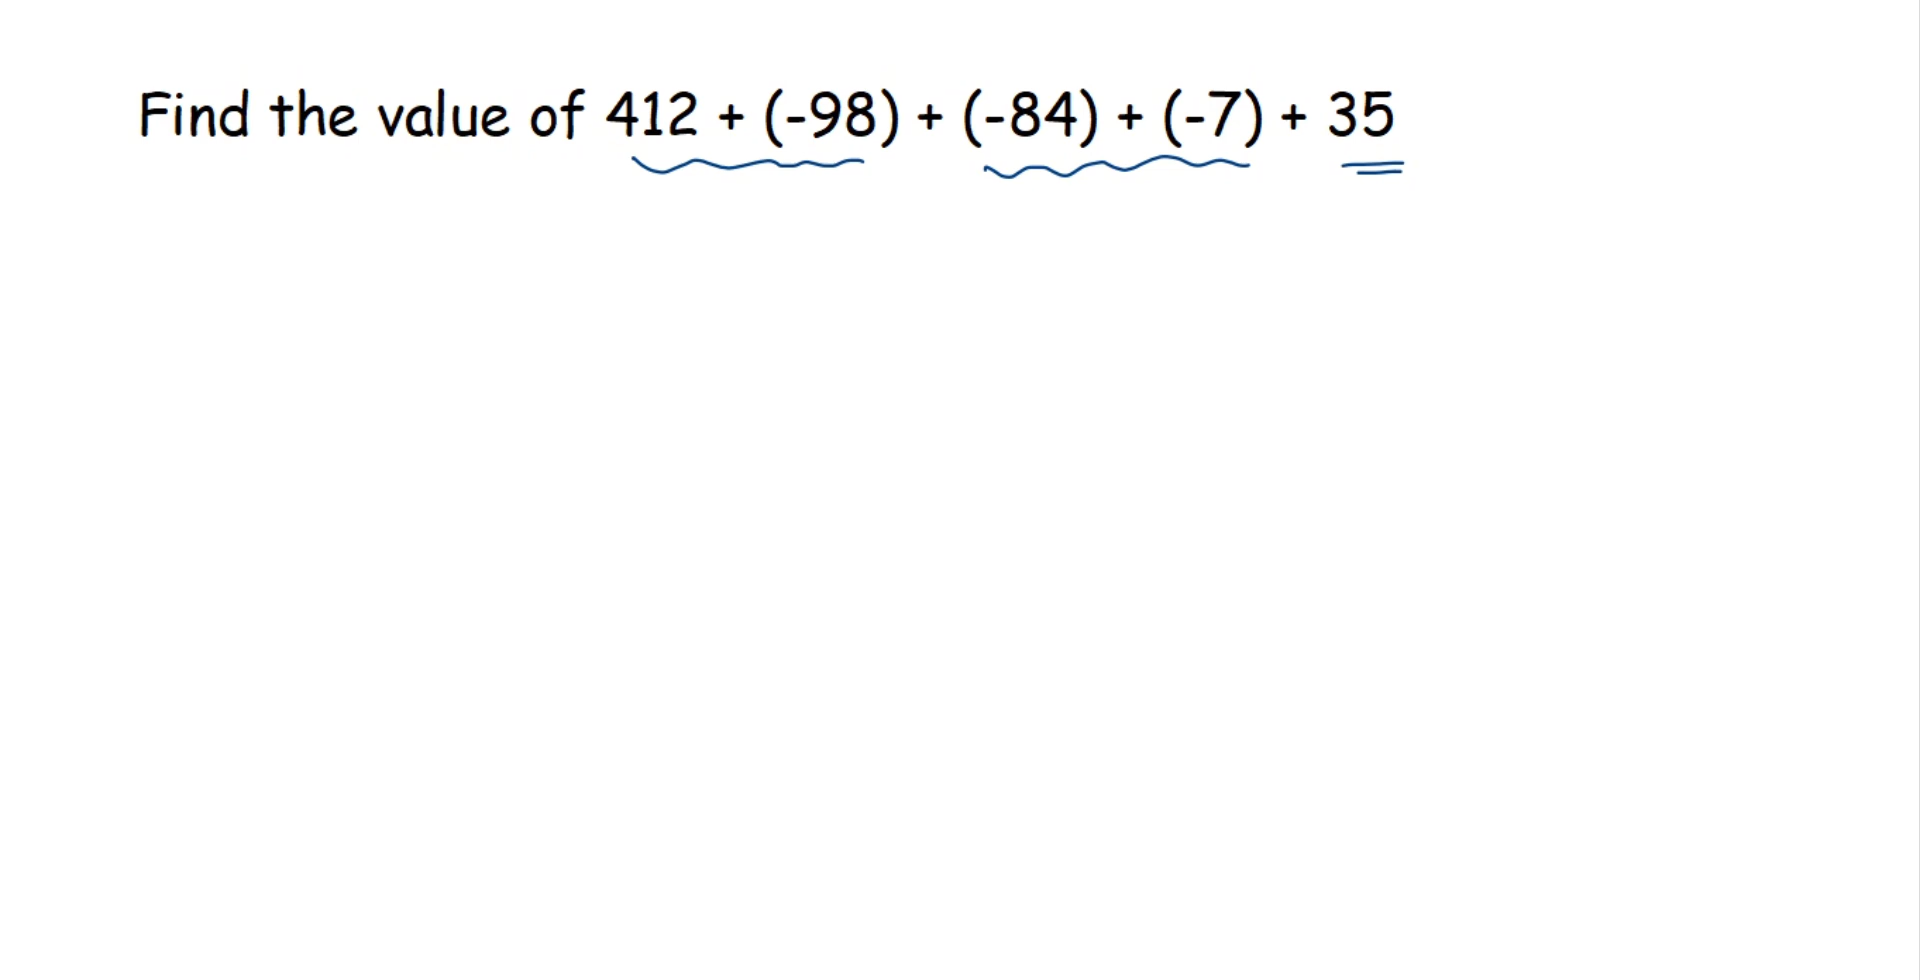 Find the value of 412 + (-98) + (-84) + (-7) + 35